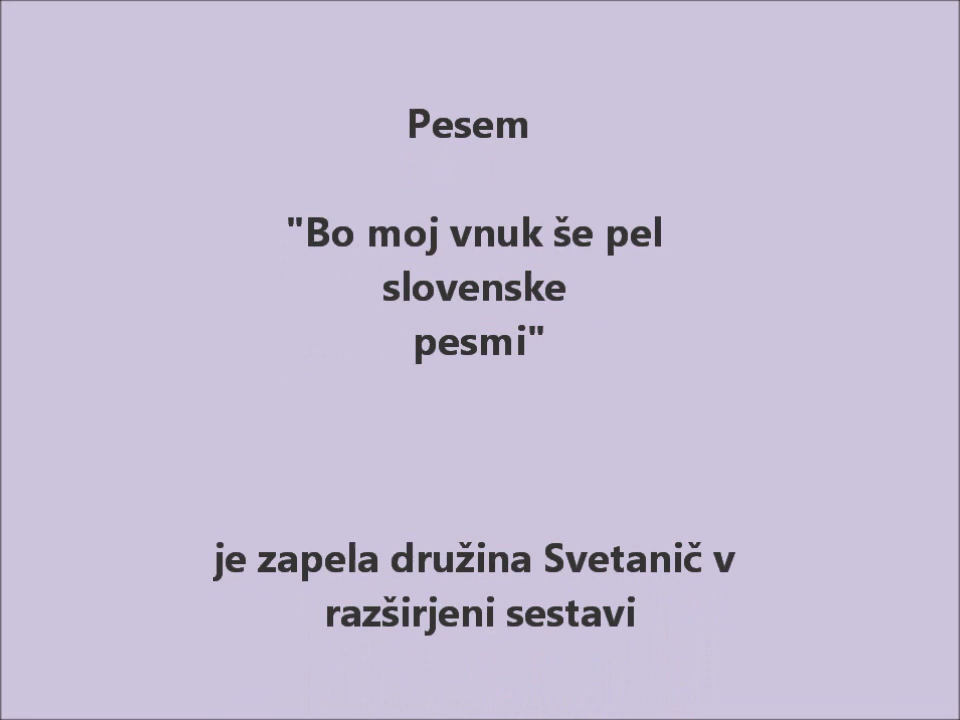 Pesem
"Bo moj vnuk še pel
slovenske
pesmi"
je zapela družina Svetanič v
razširjeni sestavi